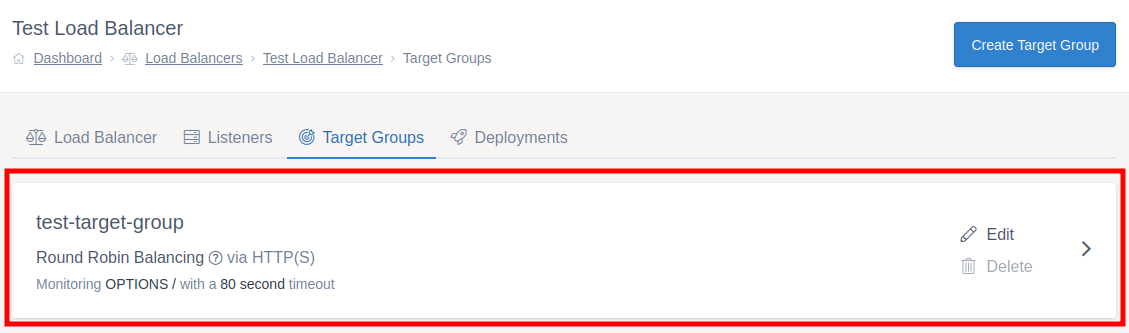 Test Load Balancer
Dashboard › Load Balancers › Test Load Balancer › Target Groups
Create Target Group
Load Balancer Listeners Target Groups Deployments
test-target-group
Round Robin Balancing ? via HTTP(S)
Monitoring OPTIONS / with a 80 second timeout
Edit
Delete